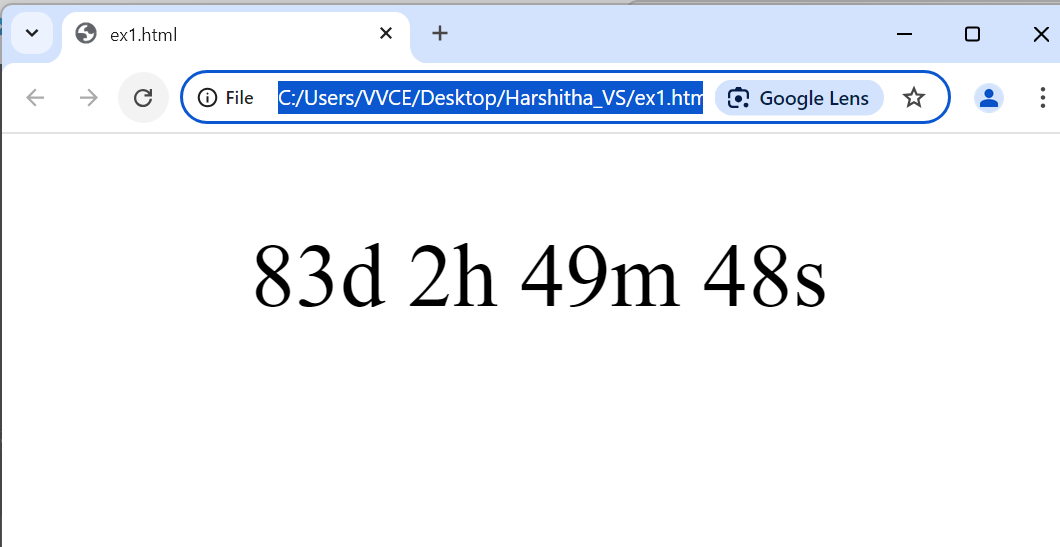 ex1.html
File C:/Users/VVCE/Desktop/Harshitha_VS/ex1.htm Google Lens
83d 2h 49m 48s